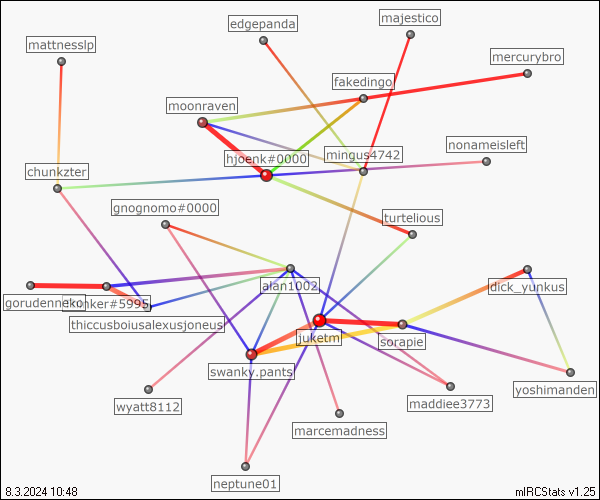 edgepanda
majestico
mattnesslp
mercurybro
fakedingo
moonraven
nonameisleft
hjoenk#0000
mingus4742
chunkzter
gnognomo#0000
turtelious
alan1002
dick_yunkus
gorudenneko
#5995
thiccusboiusalexusjoneus
juketm
sorapie
swanky.pants
yoshimanden
wyatt8112
maddiee3773
marcemadness
neptune01
8.3.2024 10:48
mIRCStats v1.25